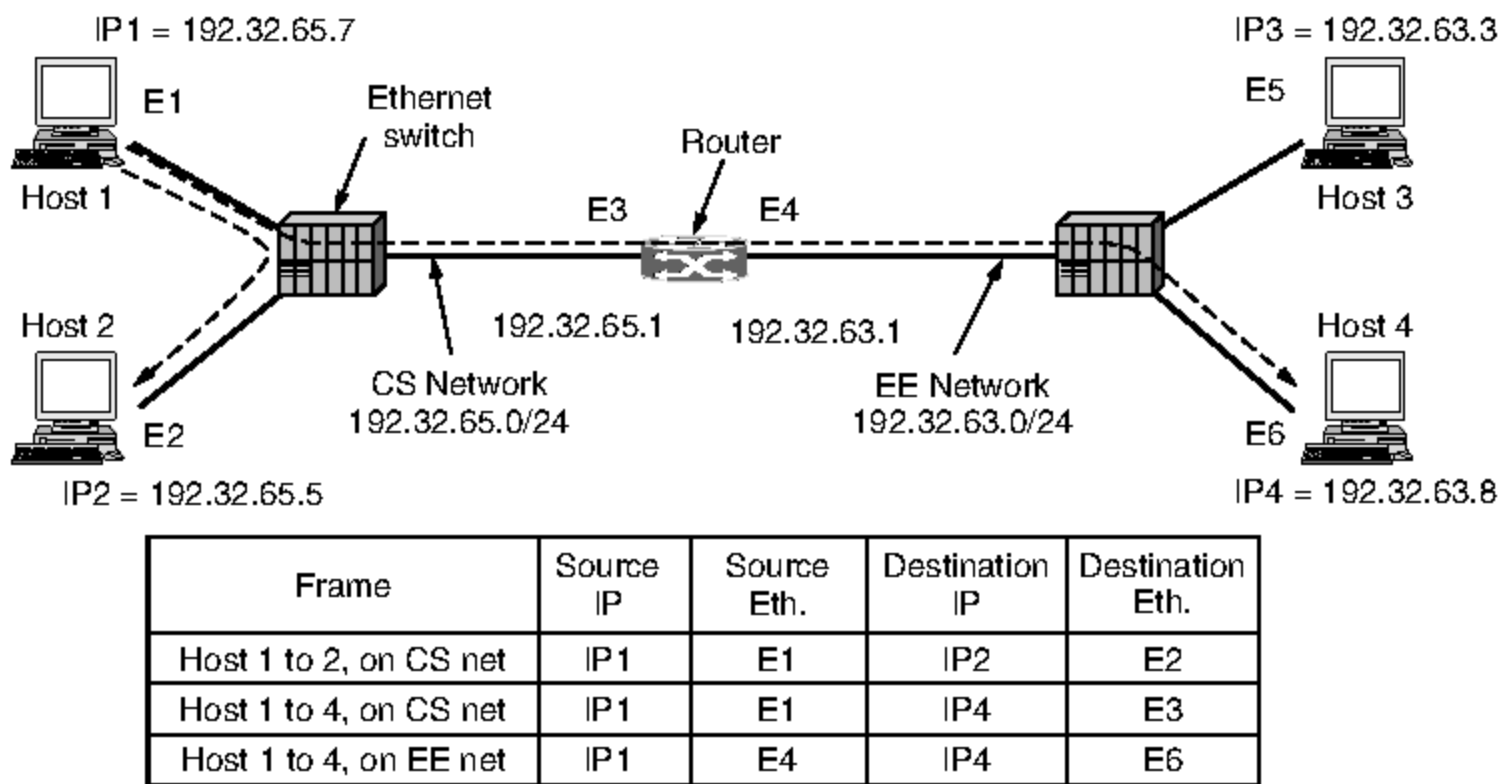 IP1 = 192.32.65.7
IP3 = 192.32.63.3
E1
Ethernet
switch
Router
E5
Host 1
E3
E4
Host 3
Host 2
192.32.65.1
192.32.63.1
Host 4
CS Network
192.32.65.0/24
EE Network
192.32.63.0/24
E2
E6
IP2 = 192.32.65.5
IP4 = 192.32.63.8
Frame Source IP Source Eth. Destination IP Destination Eth.
Host 1 to 2, on CS net IP1 E1 IP2 E2
Host 1 to 4, on CS net IP1 E1 IP4 E3
Host 1 to 4, on EE net IP1 E4 IP4 E6